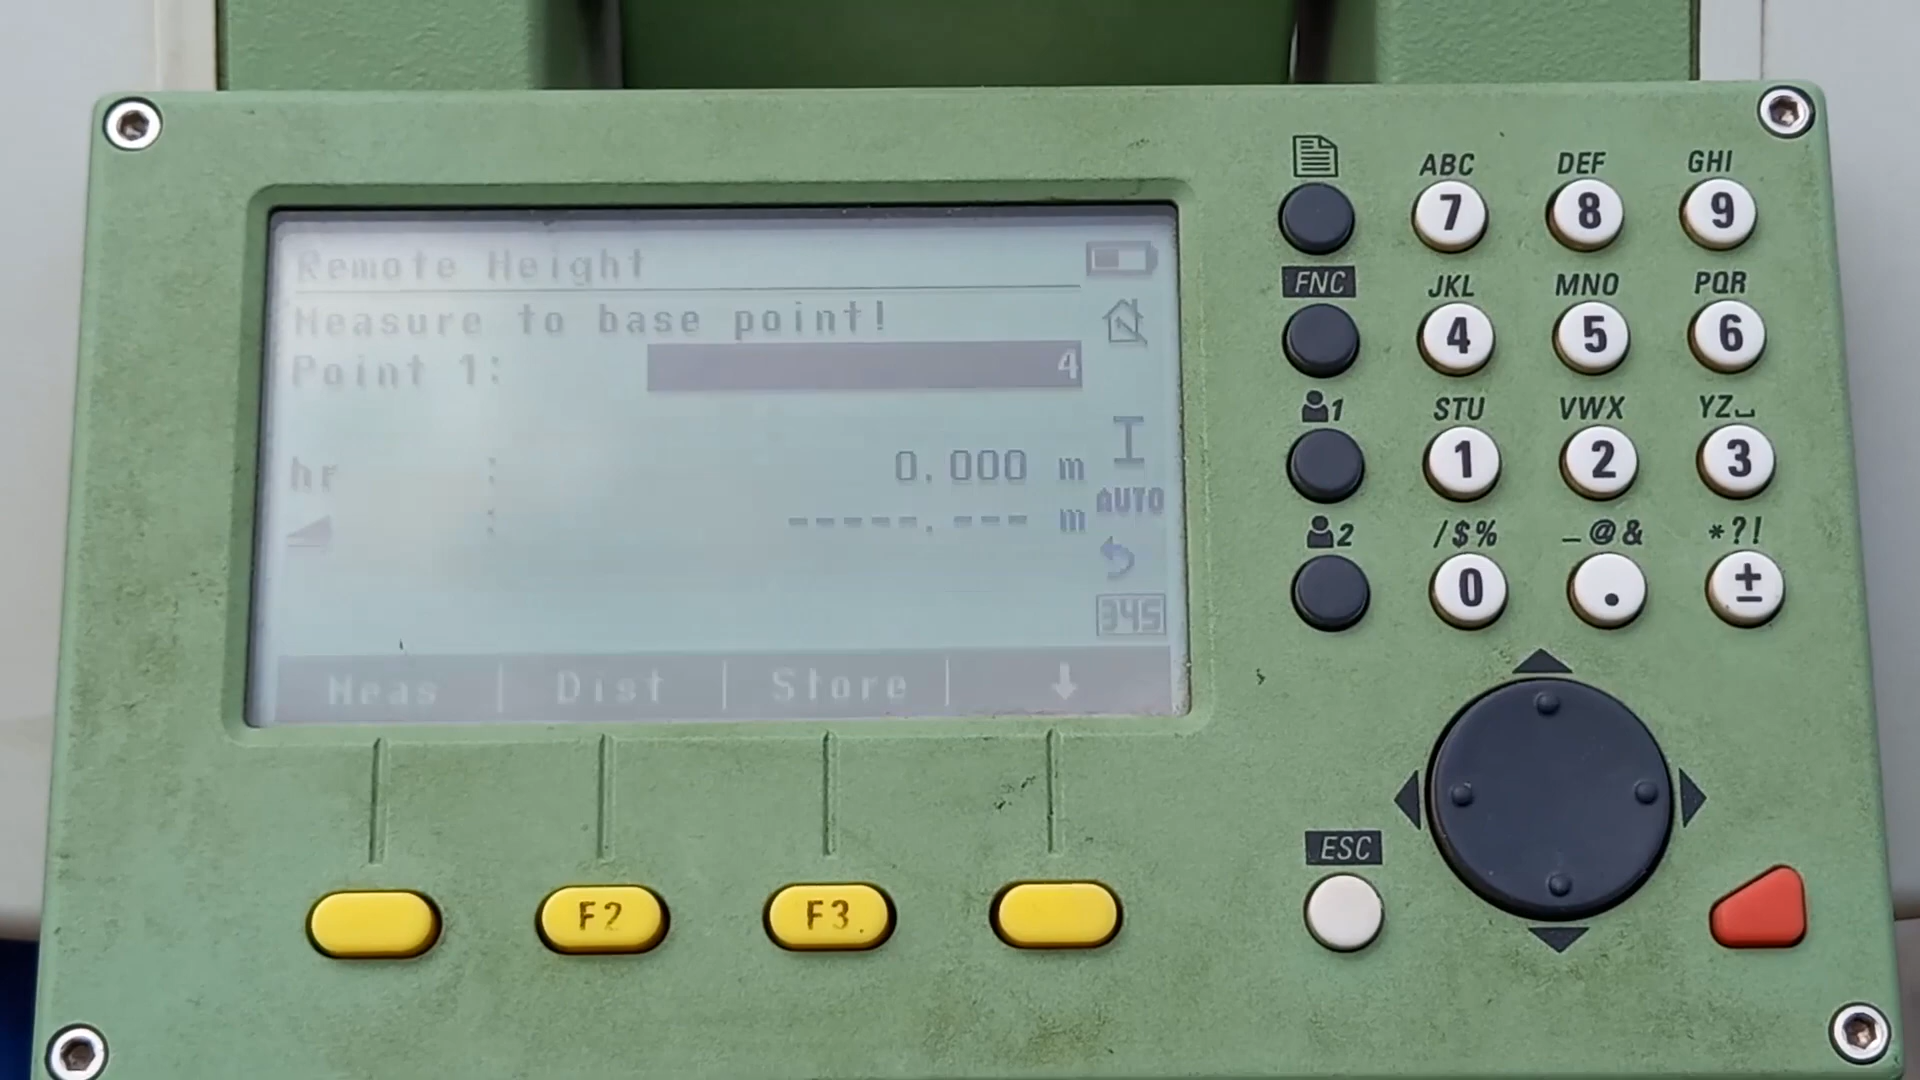 Remote Height
Measure to base point!
Point 1: 4
hr : 0.000 m
: -----.--- m
I
AUTO
345
Meas Dist Store ↓
F2 F3
ABC DEF GHI
7 8 9
FNC JKL MNO PQR
4 5 6
1 STU VWX YZ⎵
1 2 3
2 /$% _@& *?!
0 . ±
ESC